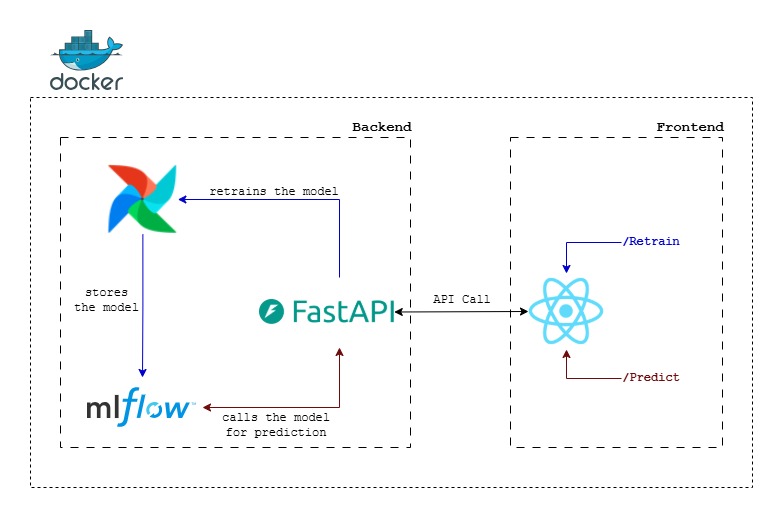 docker
Backend
Frontend
retrains the model
/Retrain
stores
the model
API Call
FastAPI
/Predict
mlflow™
calls the model
for prediction